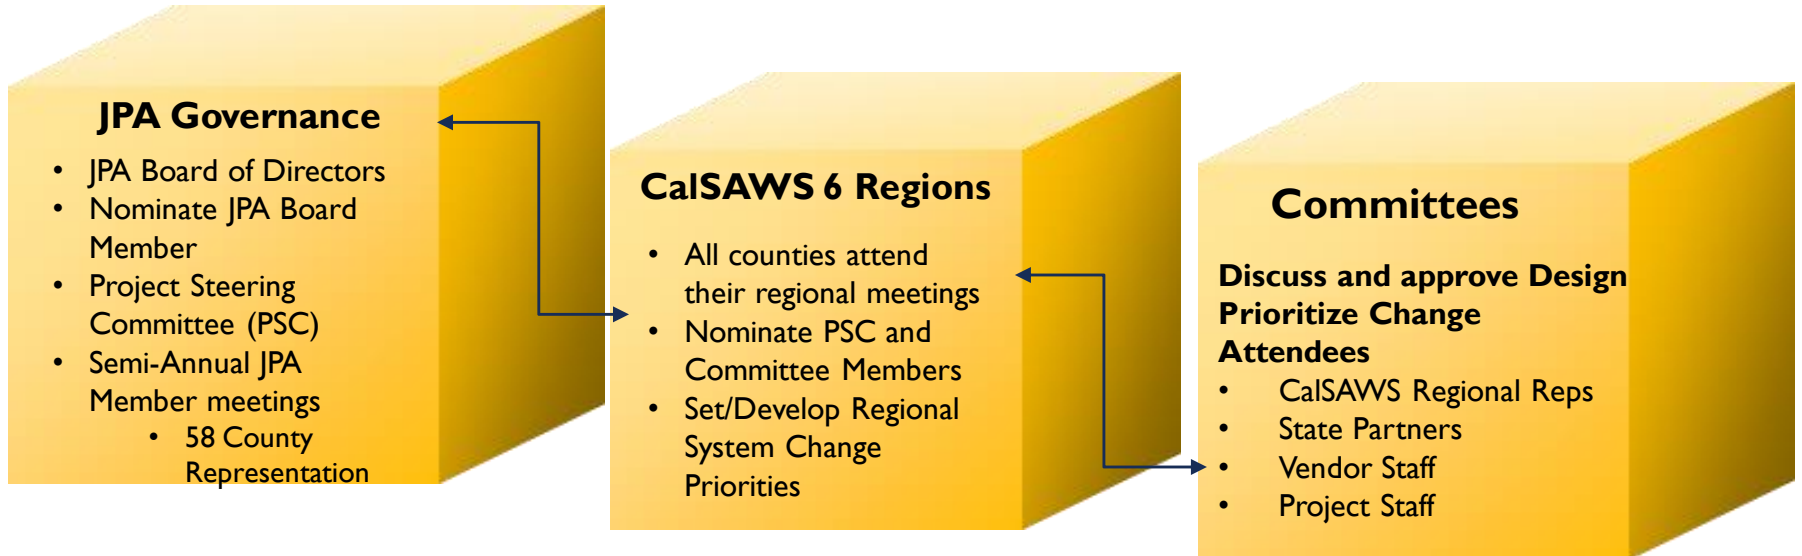 JPA Governance
• JPA Board of Directors
• Nominate JPA Board
Member
• Project Steering
Committee (PSC)
• Semi-Annual JPA
Member meetings
• 58 County
Representation
CalSAWS 6 Regions
• All counties attend
their regional meetings
• Nominate PSC and
Committee Members
• Set/Develop Regional
System Change
Priorities
Committees
Discuss and approve Design
Prioritize Change
Attendees
• CalSAWS Regional Reps
• State Partners
• Vendor Staff
• Project Staff